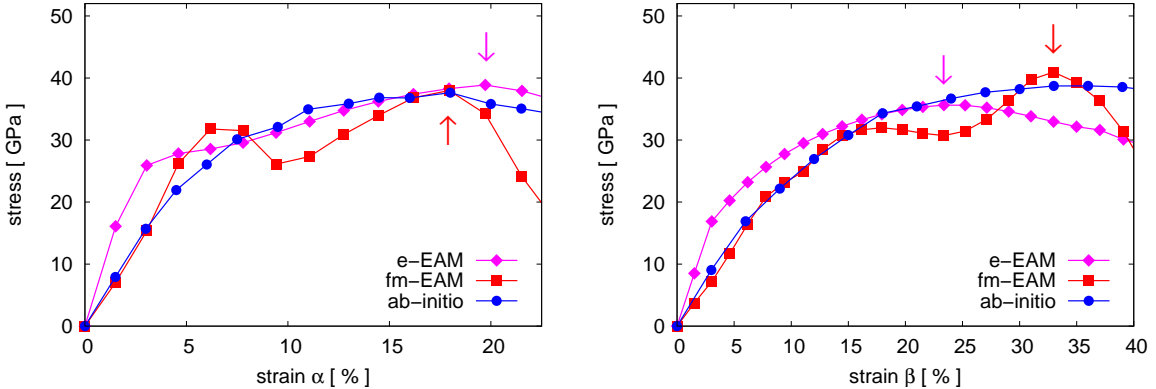 50
40
30
20
10
0
0 5 10 15 20
stress [ GPa ]
strain α [ % ]
e−EAM
fm−EAM
ab−initio
50
40
30
20
10
0
0 5 10 15 20 25 30 35 40
stress [ GPa ]
strain β [ % ]
e−EAM
fm−EAM
ab−initio